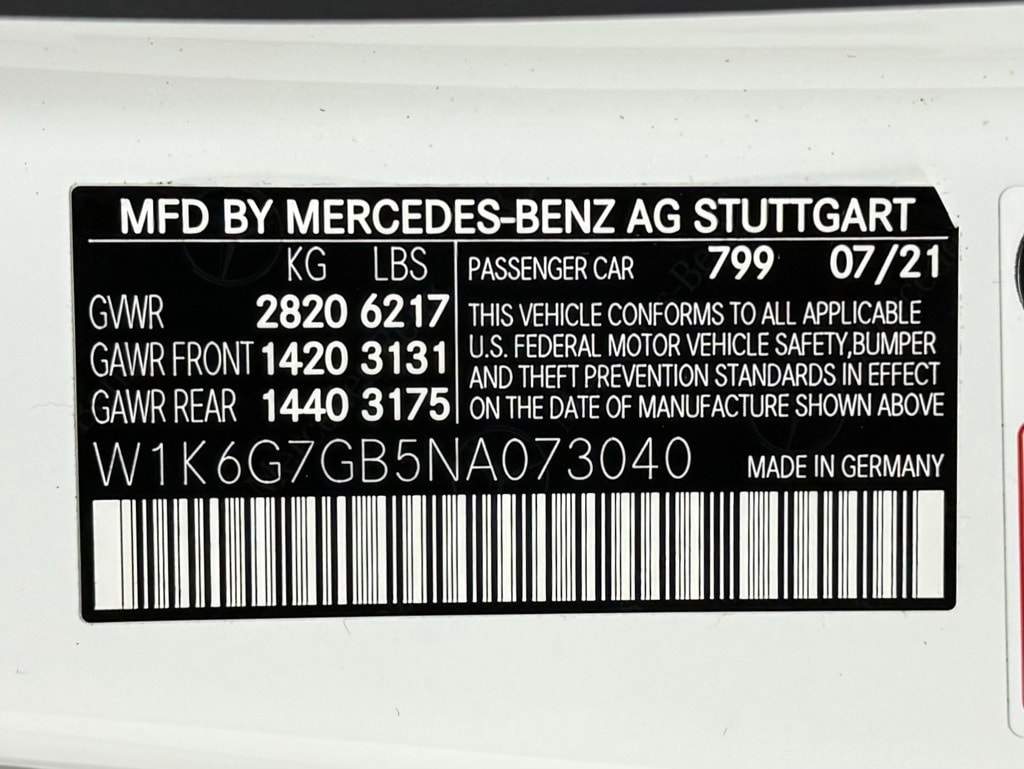 MFD BY MERCEDES-BENZ AG STUTTGART
KG LBS
GVWR 2820 6217
GAWR FRONT 1420 3131
GAWR REAR 1440 3175
PASSENGER CAR 799 07/21
THIS VEHICLE CONFORMS TO ALL APPLICABLE
U.S. FEDERAL MOTOR VEHICLE SAFETY,BUMPER
AND THEFT PREVENTION STANDARDS IN EFFECT
ON THE DATE OF MANUFACTURE SHOWN ABOVE
W1K6G7GB5NA073040
MADE IN GERMANY